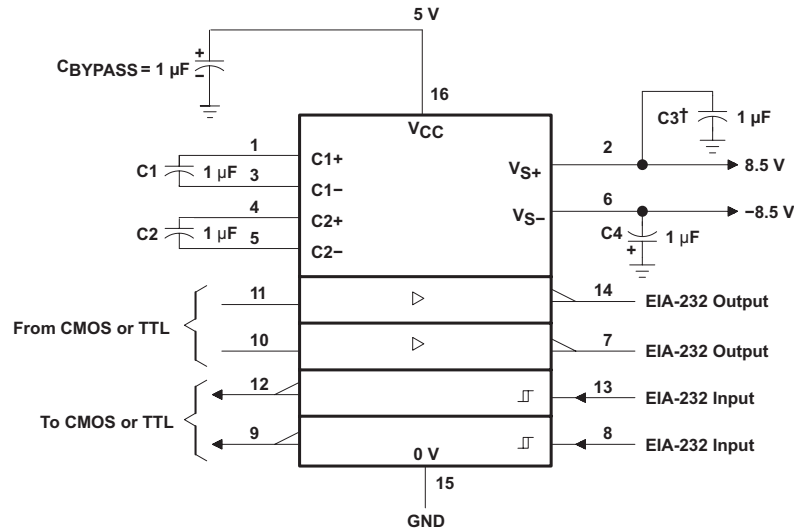 5 V
CBYPASS = 1 µF
+
−
16
VCC
C3† 1 µF
1
C1+
C1 1 µF
3
C1−
2
VS+
8.5 V
4
C2+
C2 1 µF
5
C2−
6
VS−
−8.5 V
C4 1 µF
+
From CMOS or TTL
11
14
EIA-232 Output
10
7
EIA-232 Output
To CMOS or TTL
12
13
EIA-232 Input
9
8
EIA-232 Input
0 V
15
GND